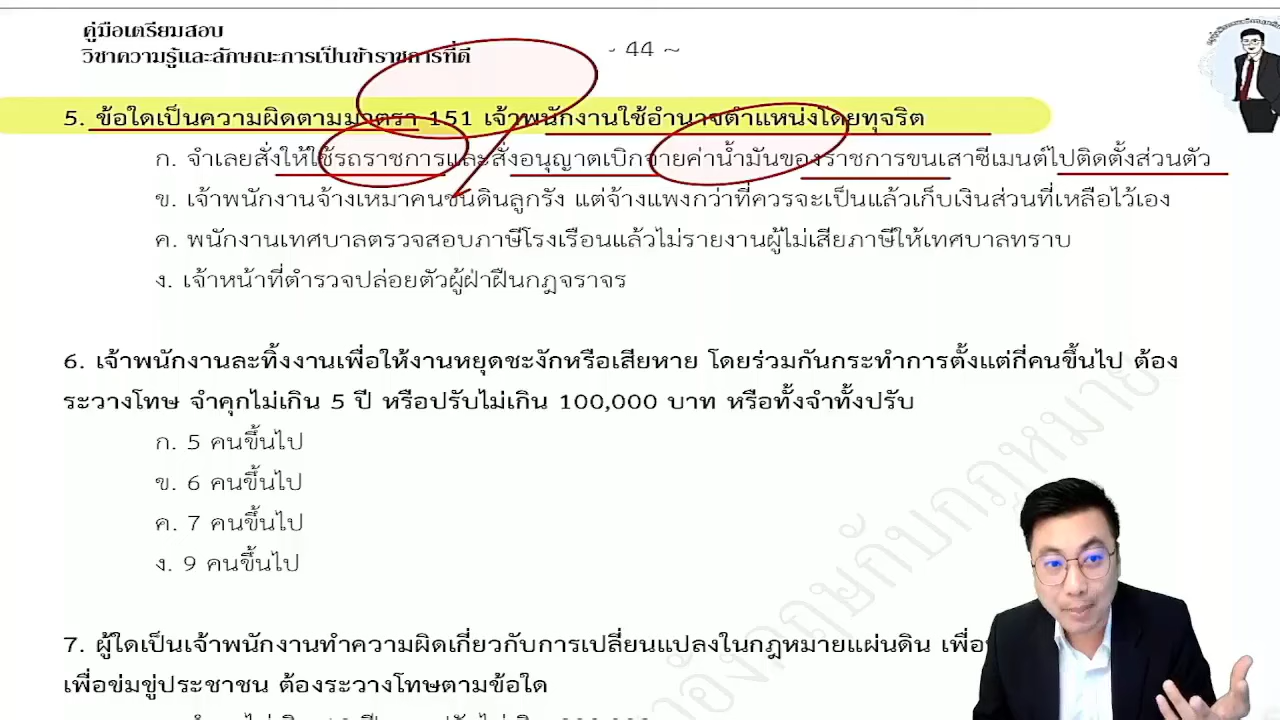 คู่มือเตรียมสอบ
วิชาความรู้และลักษณะการเป็นข้าราชการที่ดี
- 44 ~
5. ข้อใดเป็นความผิดตามมาตรา 151 เจ้าพนักงานใช้อำนาจตำแหน่งโดยทุจริต
ก. จำเลยสั่งให้ใช้รถราชการและสั่งอนุญาตเบิกจ่ายค่าน้ำมันของราชการขนเสาซีเมนต์ไปติดตั้งส่วนตัว
ข. เจ้าพนักงานจ้างเหมาคนขนดินลูกรัง แต่จ้างแพงกว่าที่ควรจะเป็นแล้วเก็บเงินส่วนที่เหลือไว้เอง
ค. พนักงานเทศบาลตรวจสอบภาษีโรงเรือนแล้วไม่รายงานผู้ไม่เสียภาษีให้เทศบาลทราบ
ง. เจ้าหน้าที่ตำรวจปล่อยตัวผู้ฝ่าฝืนกฎจราจร
6. เจ้าพนักงานละทิ้งงานเพื่อให้งานหยุดชะงักหรือเสียหาย โดยร่วมกันกระทำการตั้งแต่กี่คนขึ้นไป ต้อง
ระวางโทษ จำคุกไม่เกิน 5 ปี หรือปรับไม่เกิน 100,000 บาท หรือทั้งจำทั้งปรับ
ก. 5 คนขึ้นไป
ข. 6 คนขึ้นไป
ค. 7 คนขึ้นไป
ง. 9 คนขึ้นไป
7. ผู้ใดเป็นเจ้าพนักงานทำความผิดเกี่ยวกับการเปลี่ยนแปลงในกฎหมายแผ่นดิน
เพื่อข่มขู่ประชาชน ต้องระวางโทษตามข้อใด